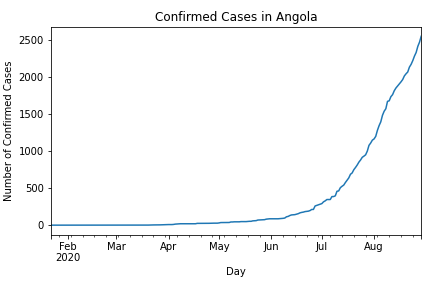 Confirmed Cases in Angola
Number of Confirmed Cases
2500
2000
1500
1000
500
0
Feb Mar Apr May Jun Jul Aug
2020
Day